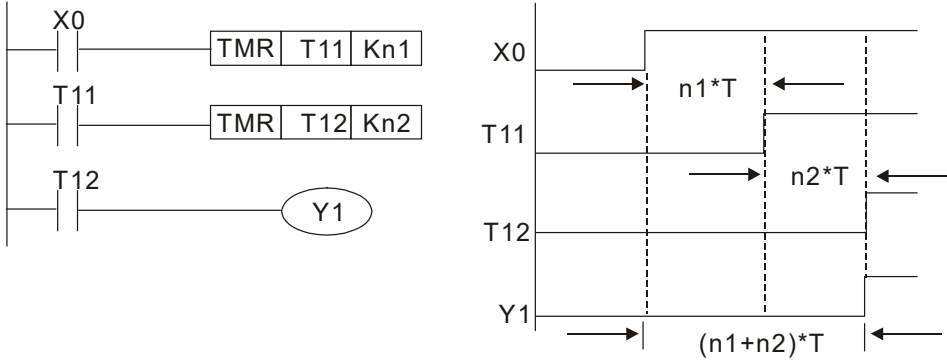 X0
TMR T11 Kn1
T11
TMR T12 Kn2
T12
Y1
X0
n1*T
T11
n2*T
T12
Y1
(n1+n2)*T